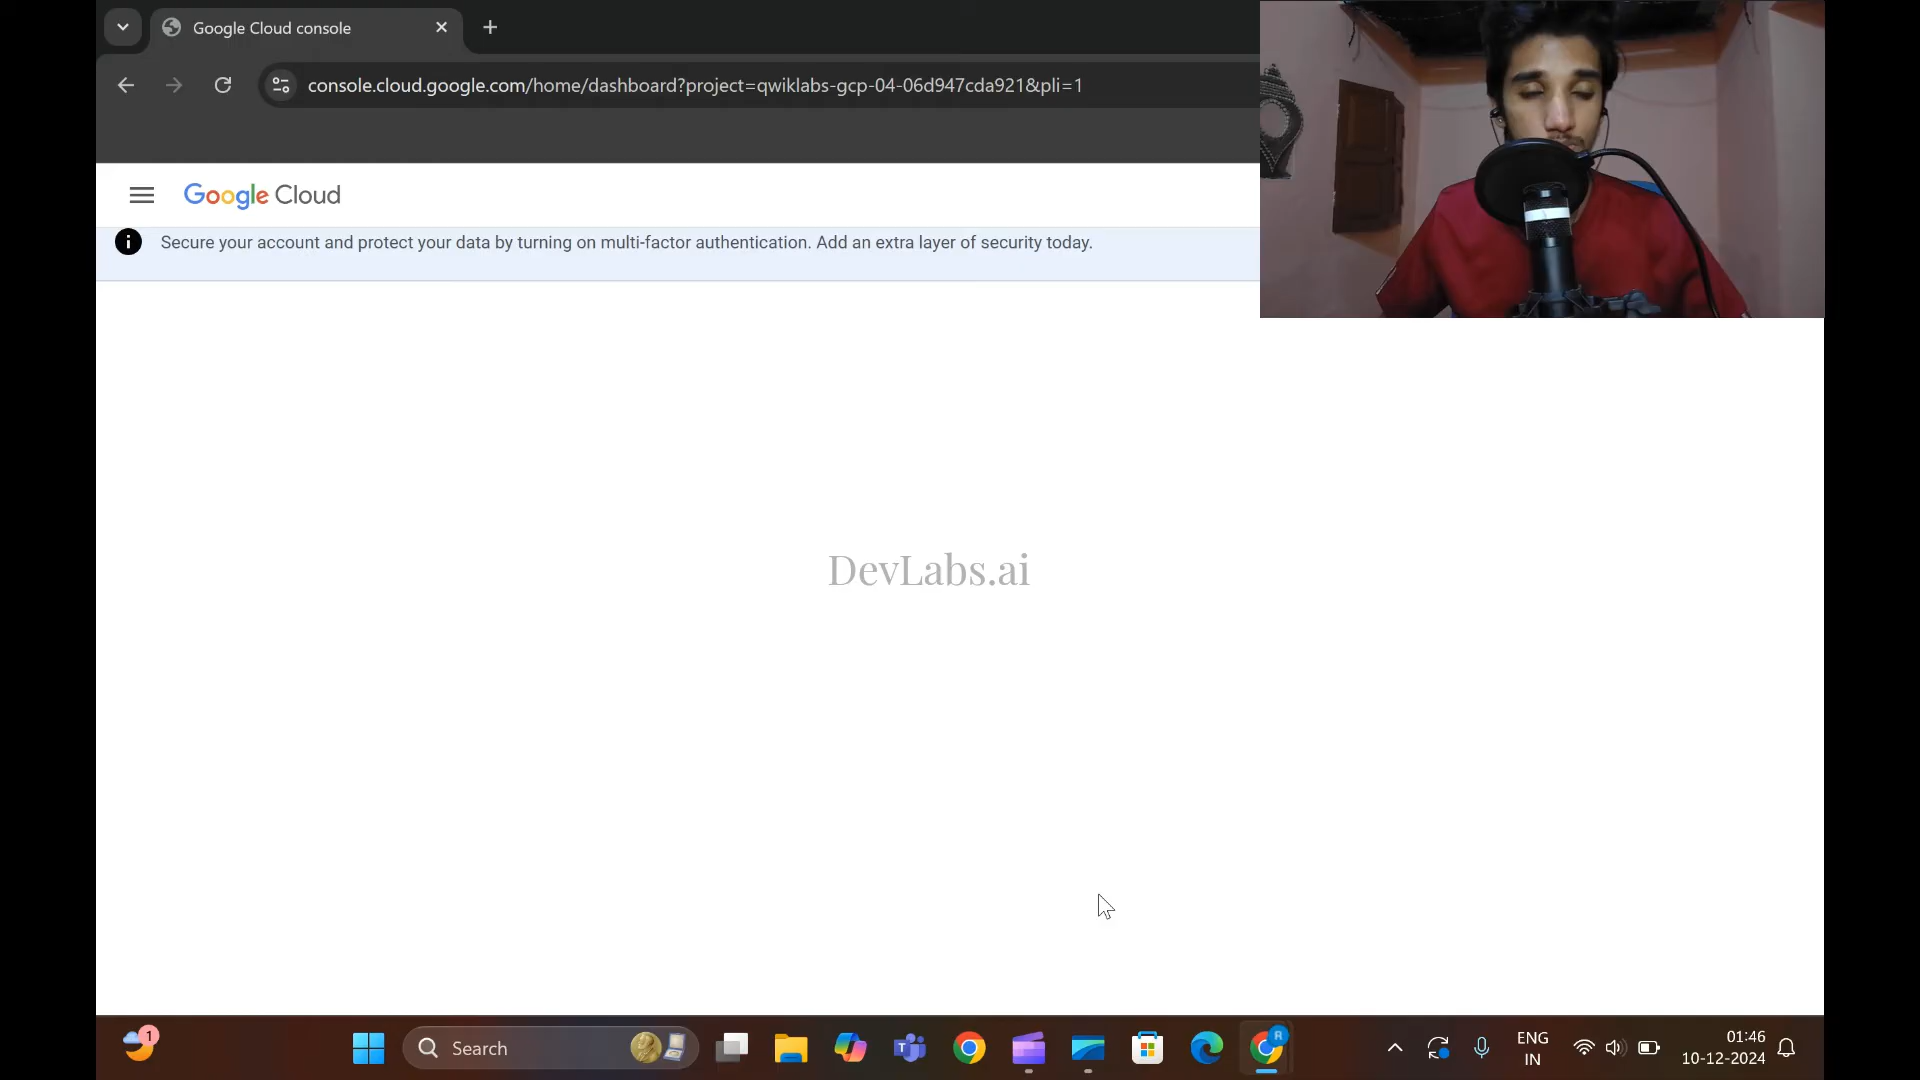 Google Cloud console
console.cloud.google.com/home/dashboard?project=qwiklabs-gcp-04-06d947cda921&pli=1
Google Cloud
Secure your account and protect your data by turning on multi-factor authentication. Add an extra layer of security today.
DevLabs.ai
1
Search
ENG
IN
01:46
10-12-2024